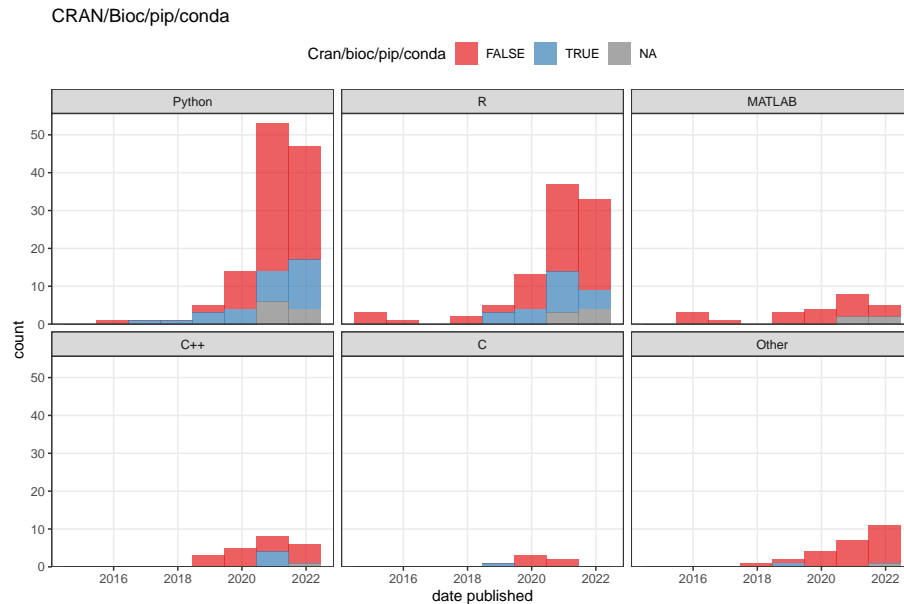 CRAN/Bioc/pip/conda
Cran/bioc/pip/conda FALSE TRUE NA
Python R MATLAB
50
40
30
20
10
0
count
C++ C Other
50
40
30
20
10
0
2016 2018 2020 2022 2016 2018 2020 2022 2016 2018 2020 2022
date published